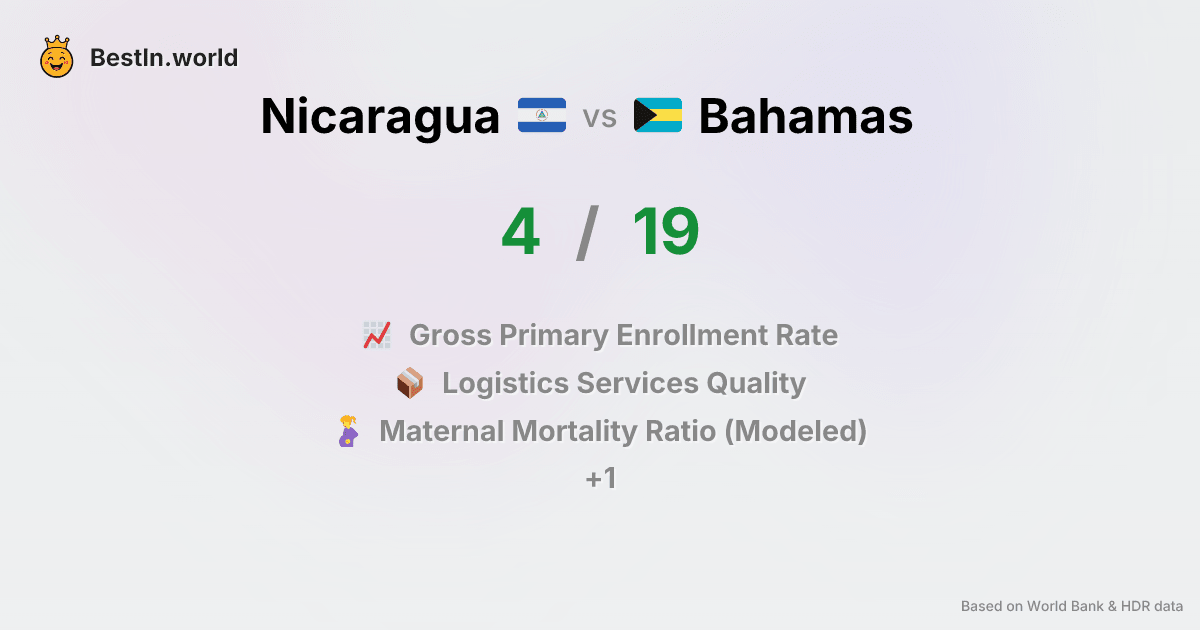 BestIn.world
Nicaragua vs Bahamas
4 / 19
Gross Primary Enrollment Rate
Logistics Services Quality
Maternal Mortality Ratio (Modeled)
+1
Based on World Bank & HDR data